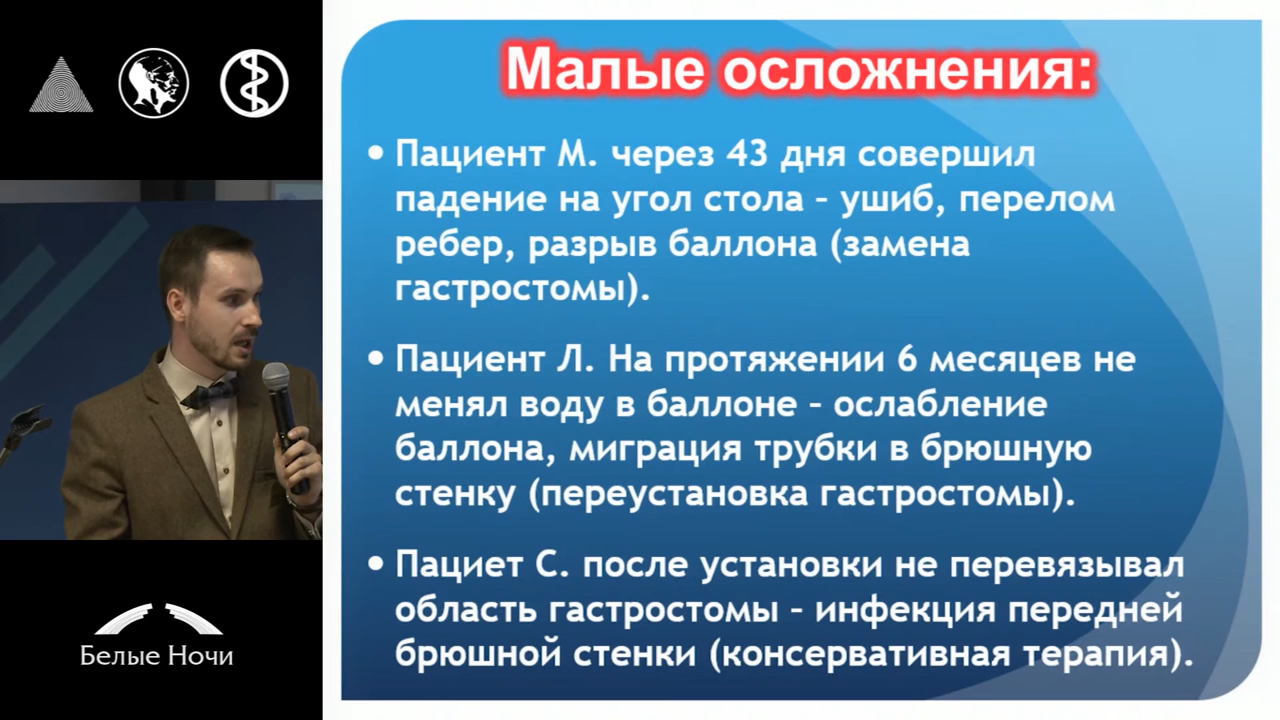 Малые осложнения:
• Пациент М. через 43 дня совершил
падение на угол стола – ушиб, перелом
ребер, разрыв баллона (замена
гастростомы).
• Пациент Л. На протяжении 6 месяцев не
менял воду в баллоне – ослабление
баллона, миграция трубки в брюшную
стенку (переустановка гастростомы).
• Пациет С. после установки не перевязывал
область гастростомы – инфекция передней
брюшной стенки (консервативная терапия).
Белые Ночи